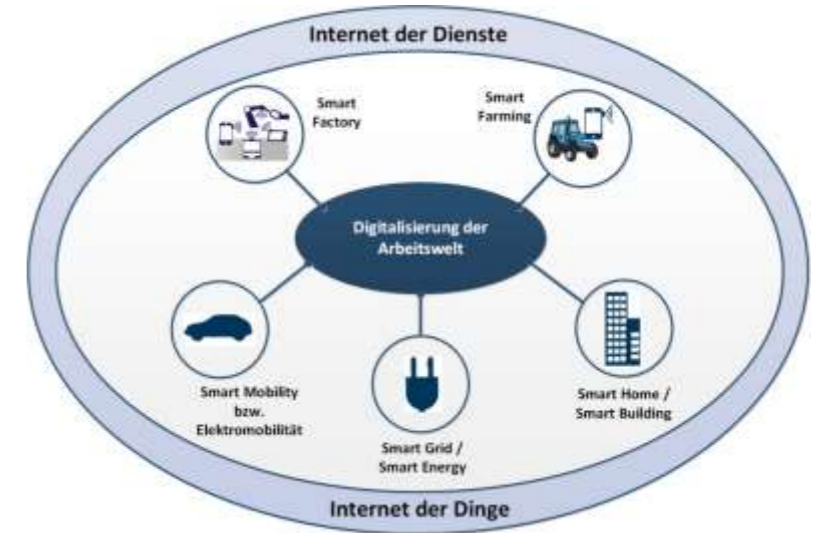 Internet der Dienste
Smart
Factory
Smart
Farming
Digitalisierung der
Arbeitswelt
Smart Mobility
bzw.
Elektromobilität
Smart Grid /
Smart Energy
Smart Home /
Smart Building
Internet der Dinge